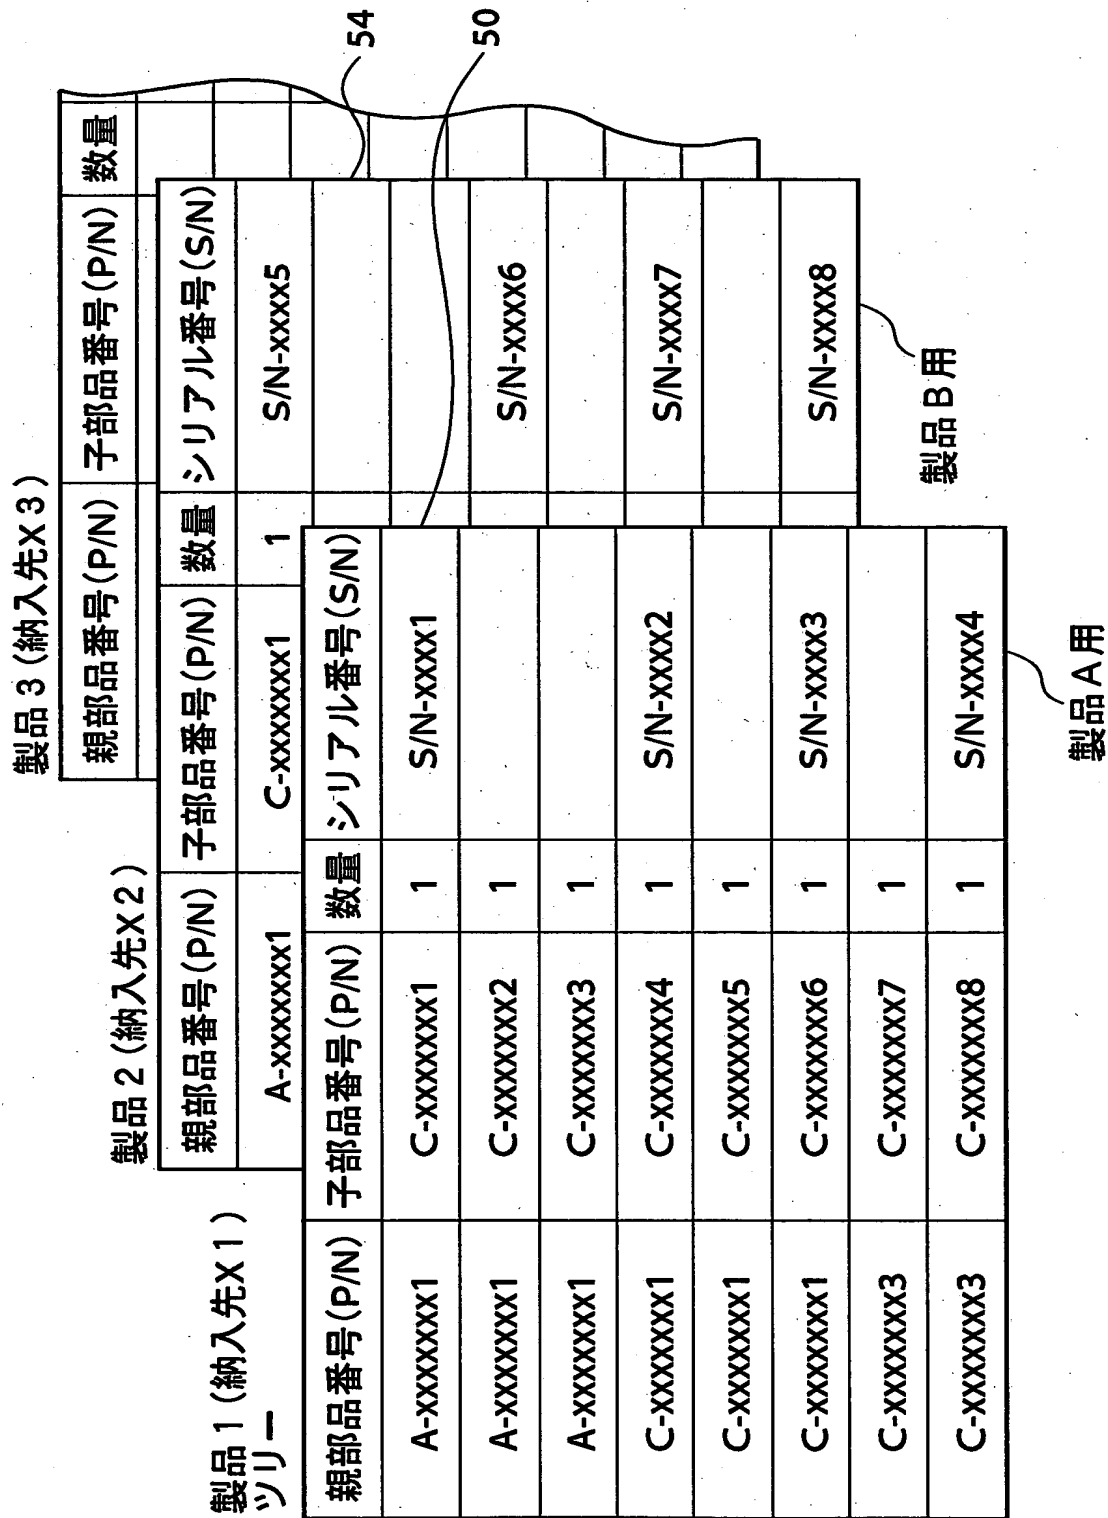 製品3(納入先X3)
親部品番号(P/N) 子部品番号(P/N) 数量
54
製品2(納入先X2)
親部品番号(P/N) 子部品番号(P/N) 数量 シリアル番号(S/N)
A-xxxxxxx1 C-xxxxxxx1 1 S/N-xxxx5
S/N-xxxx6
S/N-xxxx7
S/N-xxxx8
50
製品B用
製品1(納入先X1)
ツリー
親部品番号(P/N) 子部品番号(P/N) 数量 シリアル番号(S/N)
A-xxxxxxx1 C-xxxxxxx1 1 S/N-xxxx1
A-xxxxxxx1 C-xxxxxxx2 1
A-xxxxxxx1 C-xxxxxxx3 1
C-xxxxxxx1 C-xxxxxxx4 1 S/N-xxxx2
C-xxxxxxx1 C-xxxxxxx5 1
C-xxxxxxx1 C-xxxxxxx6 1 S/N-xxxx3
C-xxxxxxx3 C-xxxxxxx7 1
C-xxxxxxx3 C-xxxxxxx8 1 S/N-xxxx4
製品A用